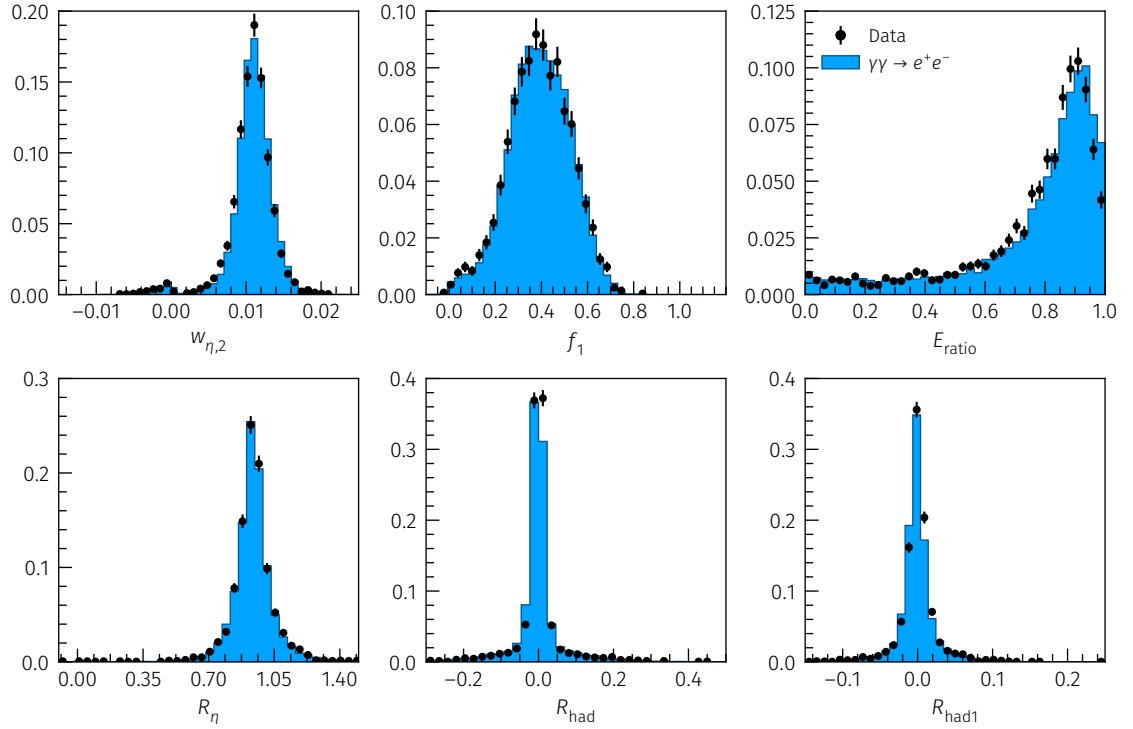 0.20
0.15
0.10
0.05
0.00
−0.01 0.00 0.01 0.02
w η,2
0.10
0.08
0.06
0.04
0.02
0.00
0.0 0.2 0.4 0.6 0.8 1.0
f 1
0.125
0.100
0.075
0.050
0.025
0.000
Data
γγ → e⁺e⁻
0.0 0.2 0.4 0.6 0.8 1.0
E ratio
0.3
0.2
0.1
0.0
0.00 0.35 0.70 1.05 1.40
R η
0.4
0.3
0.2
0.1
0.0
−0.2 0.0 0.2 0.4
R had
0.4
0.3
0.2
0.1
0.0
−0.1 0.0 0.1 0.2
R had1